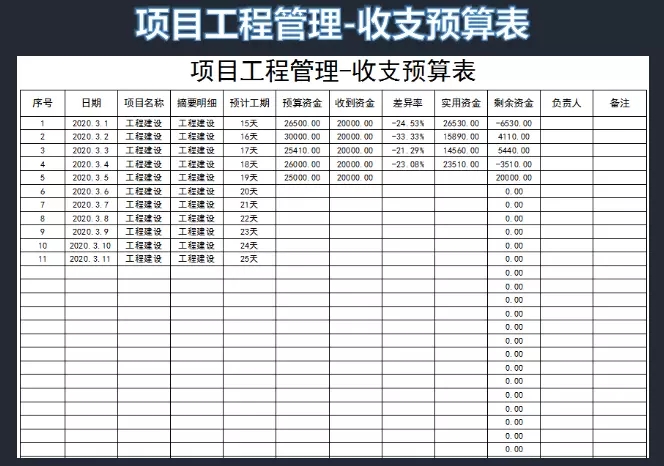 项目工程管理-收支预算表
项目工程管理-收支预算表
序号 日期 项目名称 摘要明细 预计工期 预算资金 收到资金 差异率 实用资金 剩余资金 负责人 备注
1 2020.3.1 工程建设 工程建设 15天 26500.00 20000.00 -24.53% 26530.00 -6530.00
2 2020.3.2 工程建设 工程建设 16天 30000.00 20000.00 -33.33% 15890.00 4110.00
3 2020.3.3 工程建设 工程建设 17天 25410.00 20000.00 -21.29% 14560.00 5440.00
4 2020.3.4 工程建设 工程建设 18天 26000.00 20000.00 -23.08% 23510.00 -3510.00
5 2020.3.5 工程建设 工程建设 19天 25000.00 20000.00 20000.00
6 2020.3.6 工程建设 工程建设 20天 0.00
7 2020.3.7 工程建设 工程建设 21天 0.00
8 2020.3.8 工程建设 工程建设 22天 0.00
9 2020.3.9 工程建设 工程建设 23天 0.00
10 2020.3.10 工程建设 工程建设 24天 0.00
11 2020.3.11 工程建设 工程建设 25天 0.00
0.00
0.00
0.00
0.00
0.00
0.00
0.00
0.00
0.00
0.00
0.00
0.00
0.00
0.00